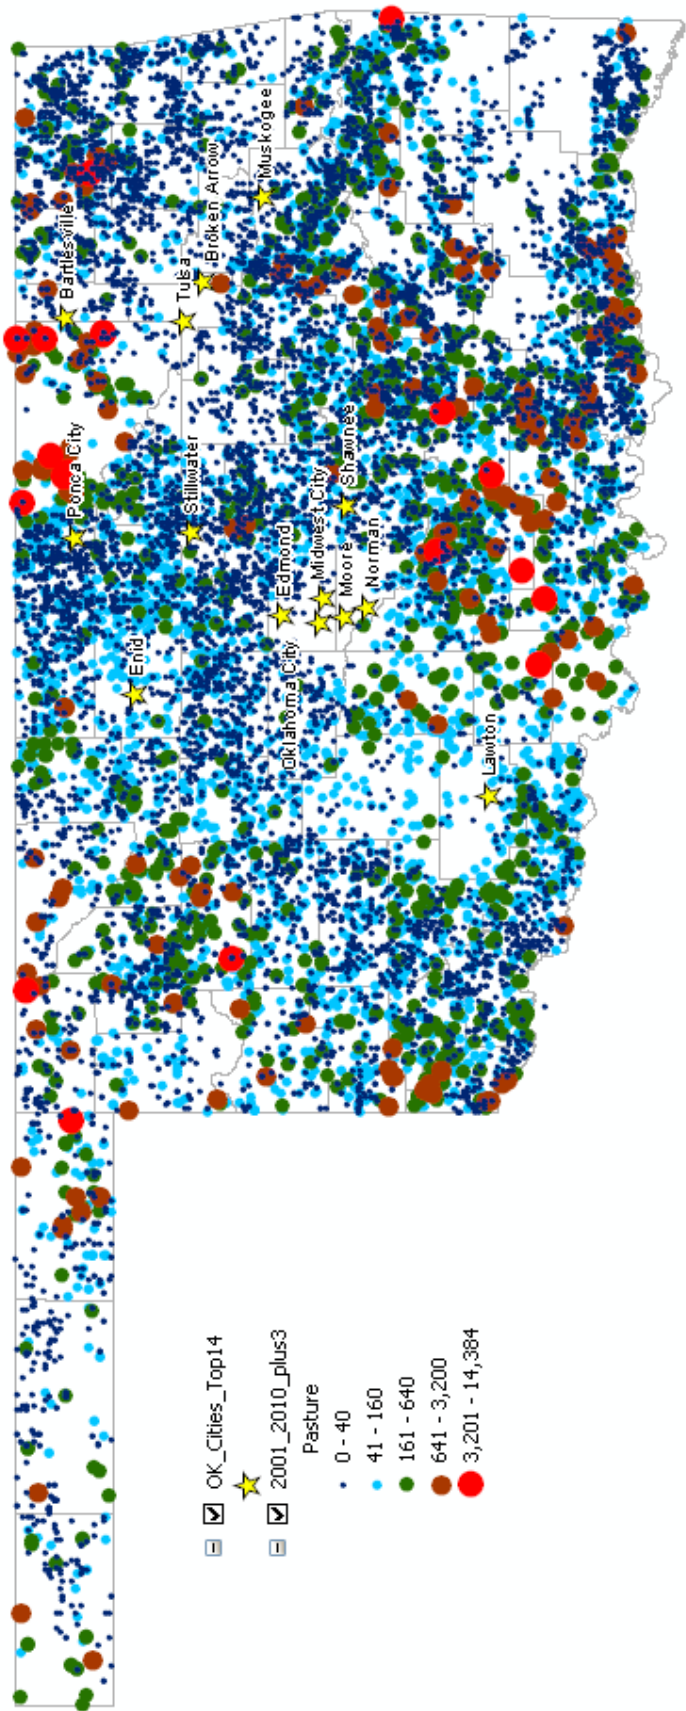 Bartlesville
Ponca City
Enid
Tulsa
Broken Arrow
Stillwater
Muskogee
Edmond
Midwest City
Oklahoma City
Moore
Shawnee
Norman
Lawton
OK_Cities_Top14
2001_2010_plus3
Pasture
0 - 40
41 - 160
161 - 640
641 - 3,200
3,201 - 14,384